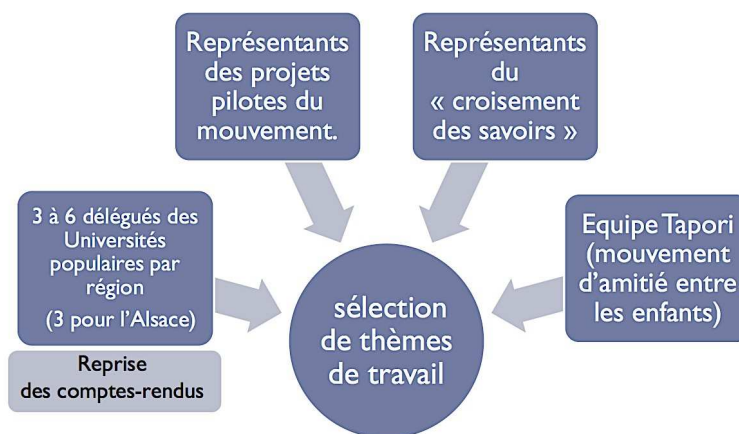 Représentants
des projets
pilotes du
mouvement.
Représentants
du
« croisement
des savoirs »
3 à 6 délégués des
Universités
populaires par
région
(3 pour l’Alsace)
Reprise
des comptes-rendus
Equipe Tapori
(mouvement
d’amitié entre
les enfants)
sélection
de thèmes
de travail